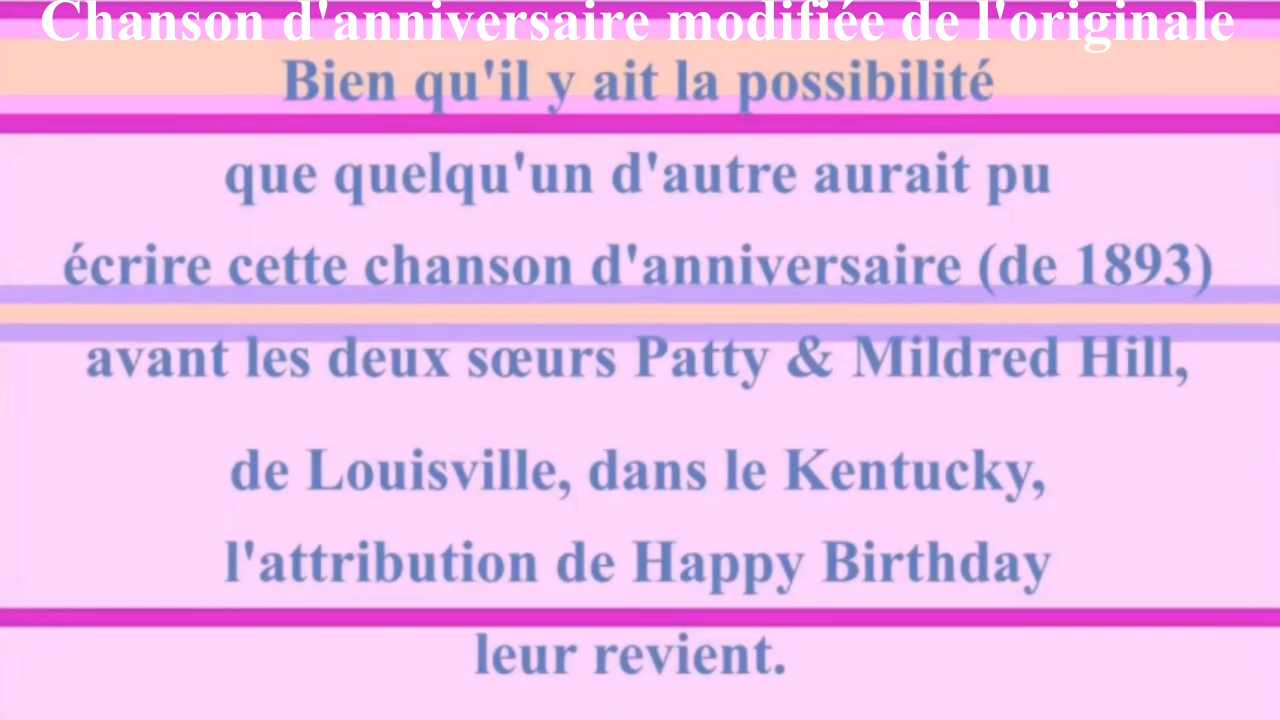 Chanson d'anniversaire modifiée de l'originale
Bien qu'il y ait la possibilité
que quelqu'un d'autre aurait pu
écrire cette chanson d'anniversaire (de 1893)
avant les deux sœurs Patty & Mildred Hill,
de Louisville, dans le Kentucky,
l'attribution de Happy Birthday
leur revient.